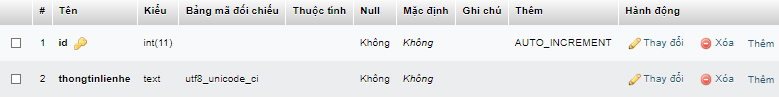 # Tên Kiểu Bảng mã đối chiếu Thuộc tính Null Mặc định Ghi chú Thêm Hành động
1 id int(11) Không Không AUTO_INCREMENT Thay đổi Xóa Thêm
2 thongtinlienhe text utf8_unicode_ci Không Không Thay đổi Xóa Thêm